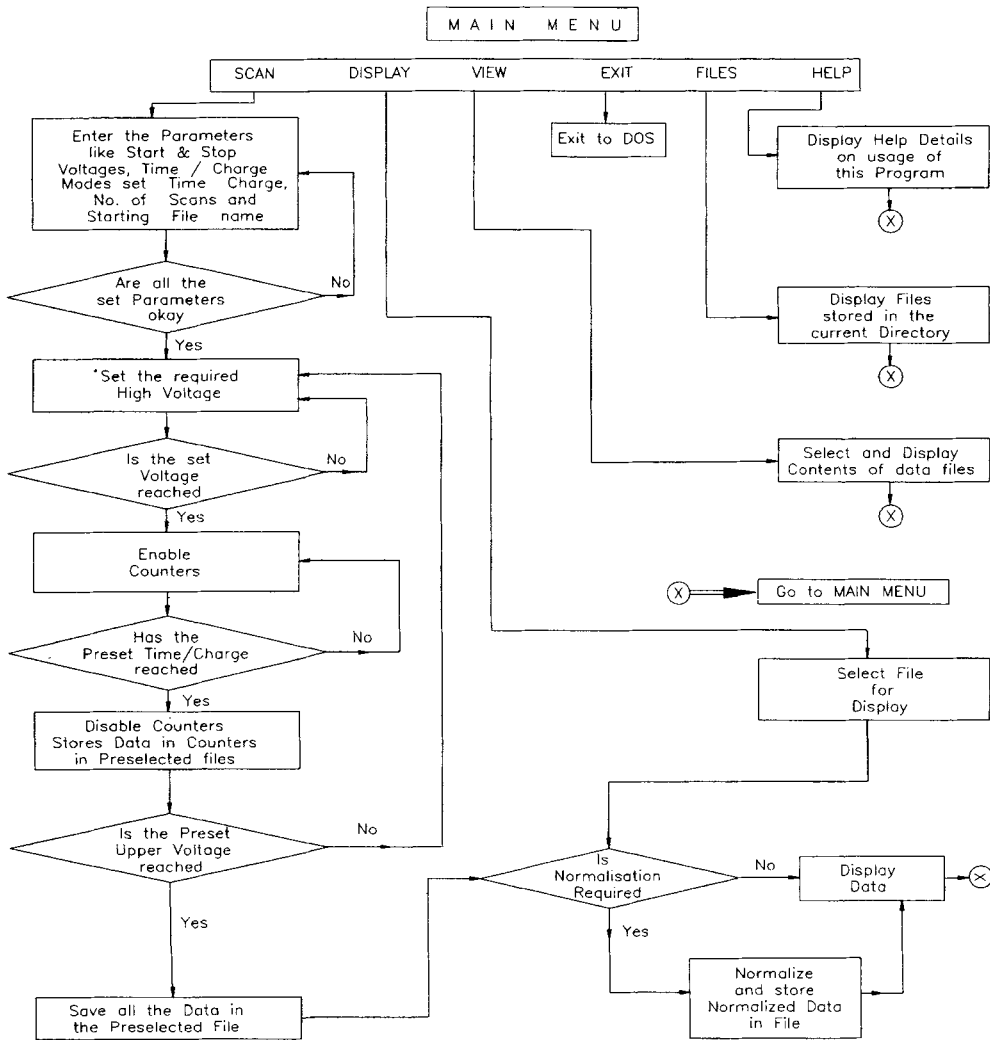 MAIN MENU
SCAN DISPLAY VIEW EXIT FILES HELP
Enter the Parameters
like Start & Stop
Voltages, Time / Charge
Modes set Time Charge,
No. of Scans and
Starting File name
Are all the
set Parameters
okay
No
Yes
*Set the required
High Voltage
Is the set
Voltage
reached
No
Yes
Enable
Counters
Has the
Preset Time/Charge
reached
No
Yes
Disable Counters
Stores Data in Counters
in Preselected files
Is the Preset
Upper Voltage
reached
No
Yes
Save all the Data in
the Preselected File
Exit to DOS
Display Help Details
on usage of
this Program
X
Display Files
stored in the
current Directory
X
Select and Display
Contents of data files
X
X Go to MAIN MENU
Select File
for
Display
Is
Normalisation
Required
No
Yes
Display
Data
X
Normalize
and store
Normalized Data
in File